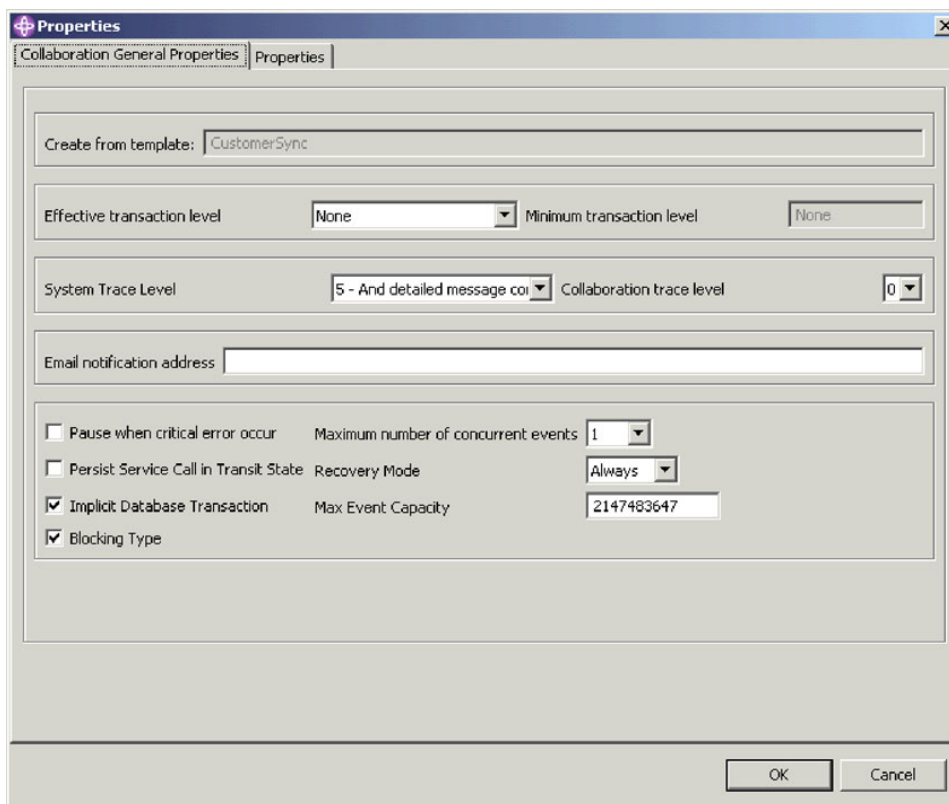 Properties
Collaboration General Properties Properties
Create from template: CustomerSync
Effective transaction level None Minimum transaction level None
System Trace Level 5 - And detailed message Collaboration trace level 0
Email notification address
Pause when critical error occur Maximum number of concurrent events 1
Persist Service Call in Transit State Recovery Mode Always
Implicit Database Transaction Max Event Capacity 2147483647
Blocking Type
OK Cancel